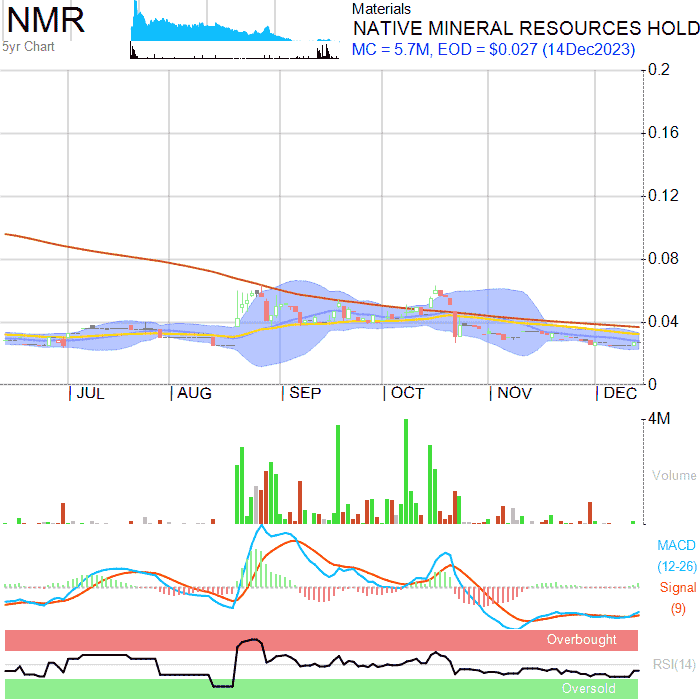 NMR
5yr Chart
Materials
NATIVE MINERAL RESOURCES HOLD
MC = 5.7M, EOD = $0.027 (14Dec2023)
0.2
0.16
0.12
0.08
0.04
0
JUL AUG SEP OCT NOV DEC
4M
Volume
MACD
(12-26)
Signal
(9)
Overbought
RSI(14)
Oversold